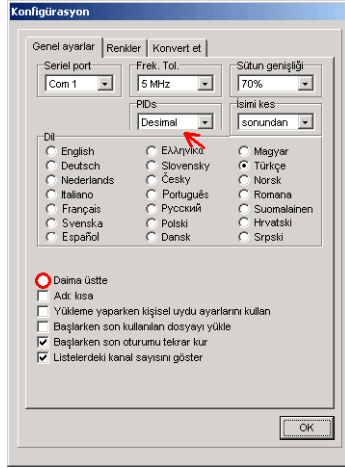 Konfigürasyon
Genel ayarlar Renkler Konvert et
Seriel port Frek. Tol. Sütun genişliği
Com 1 5 MHz 70%
PIDs İsimi kes
Desimal sonundan
Dil
English Ελληνικα Magyar
Deutsch Slovensky Türkçe
Nederlands Česky Norsk
Italiano Português Romana
Français Русский Suomalainen
Svenska Polski Hrvatski
Español Dansk Srpski
Daima üstte
Adı kısa
Yükleme yaparken kişisel uydu ayarlarını kullan
Başlarken son kullanılan dosyayı yükle
Başlarken son oturumu tekrar kur
Listelerdeki kanal sayısını göster
OK